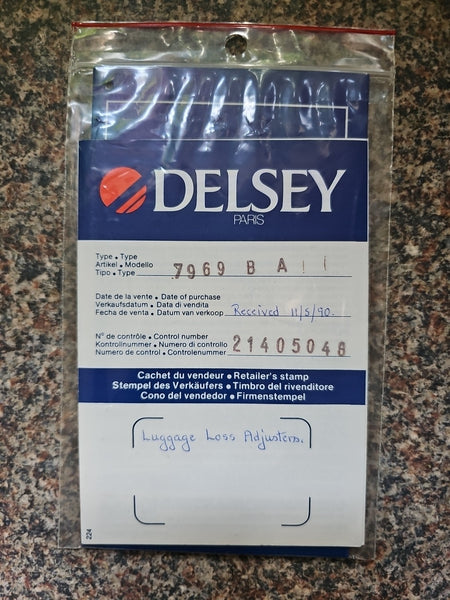 DELSEY
PARIS
Type • Type
Artikel • Modello
Tipo • Type 7969 B A
Date de la vente • Date of purchase
Verkaufsdatum • Data di vendita
Fecha de venta • Datum van verkoop Received 11/5/90.
N° de contrôle • Control number
Kontrollnummer • Numero di controllo
Numero de control • Controlenummer 21405048
Cachet du vendeur • Retailer's stamp
Stempel des Verkäufers • Timbro del rivenditore
Cono del vendedor • Firmenstempel
Luggage Loss Adjusters.
224